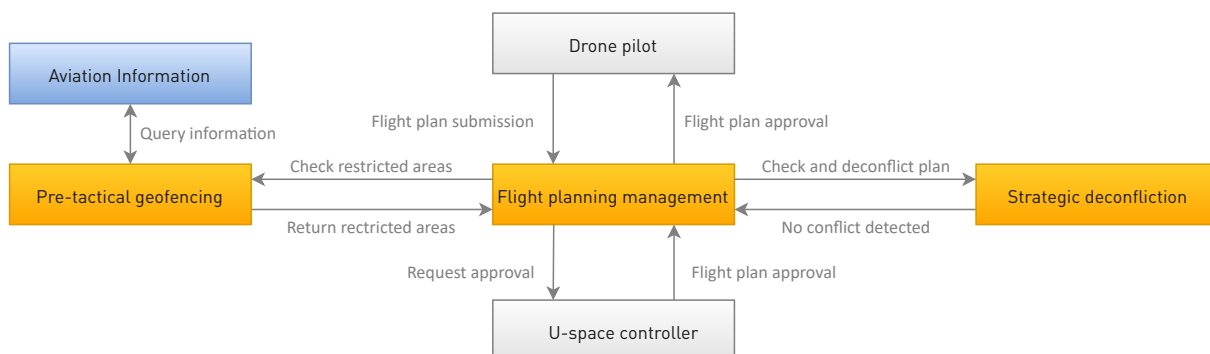 Drone pilot
Aviation Information
Flight plan submission
Flight plan approval
Query information
Check restricted areas
Check and deconflict plan
Pre-tactical geofencing
Flight planning management
Strategic deconfliction
Return rectricted areas
No conflict detected
Request approval
Flight plan approval
U-space controller